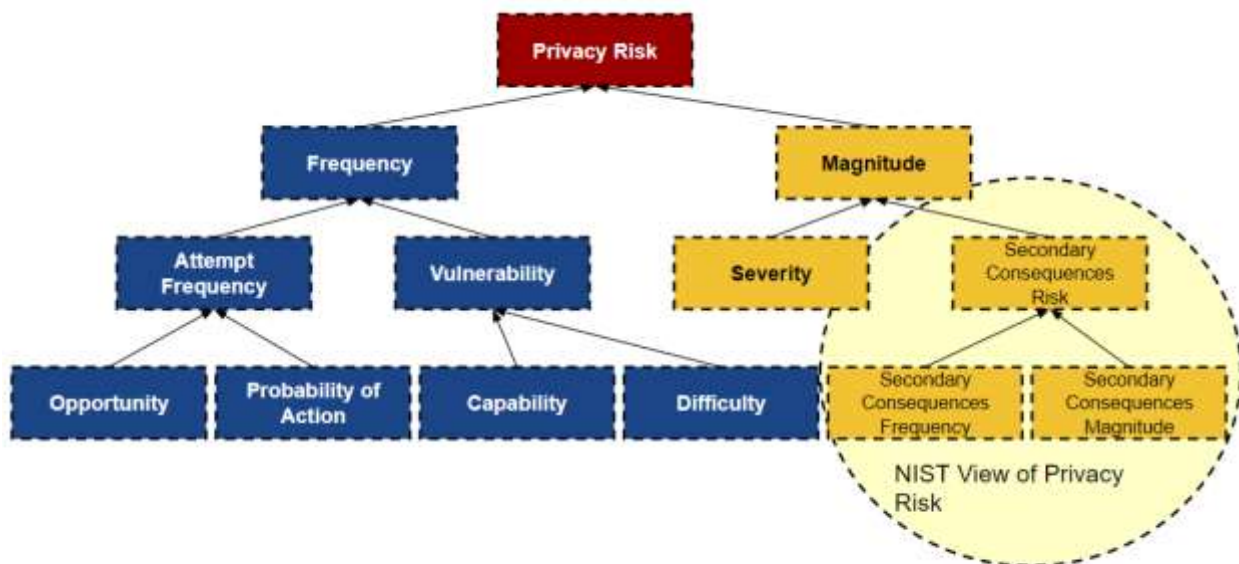 Privacy Risk
Frequency
Magnitude
Attempt
Frequency
Vulnerability
Severity
Secondary
Consequences
Risk
Opportunity
Probability of
Action
Capability
Difficulty
Secondary
Consequences
Frequency
Secondary
Consequences
Magnitude
NIST View of Privacy
Risk